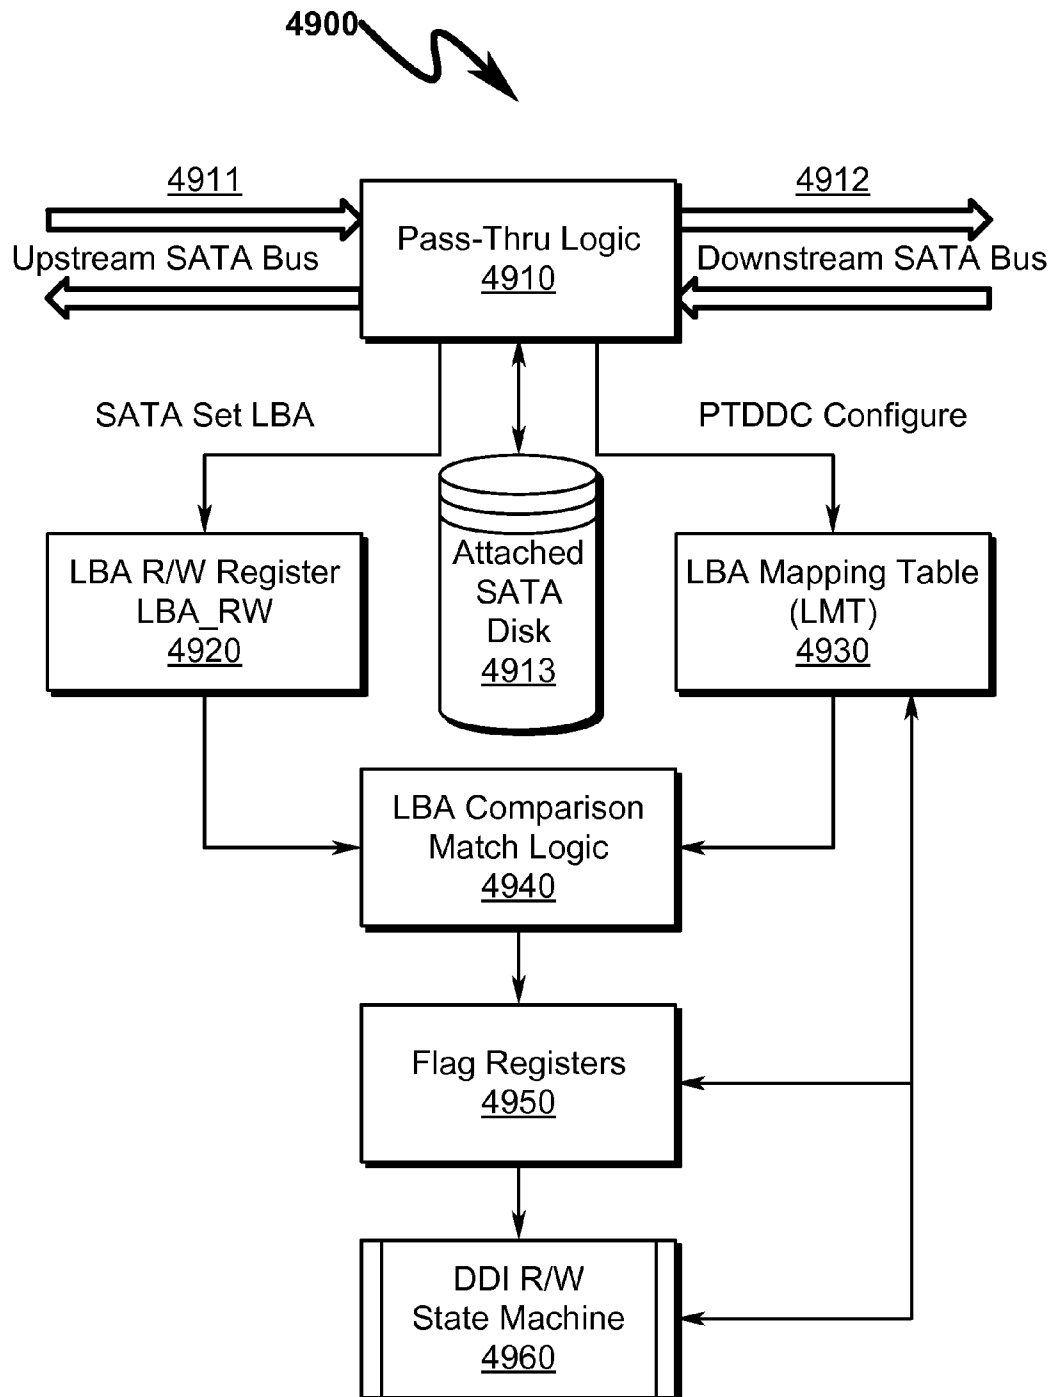 4900
4911
4912
Pass-Thru Logic
4910
Upstream SATA Bus
Downstream SATA Bus
SATA Set LBA
PTDDC Configure
LBA R/W Register
LBA_RW
4920
Attached
SATA
Disk
4913
LBA Mapping Table
(LMT)
4930
LBA Comparison
Match Logic
4940
Flag Registers
4950
DDI R/W
State Machine
4960